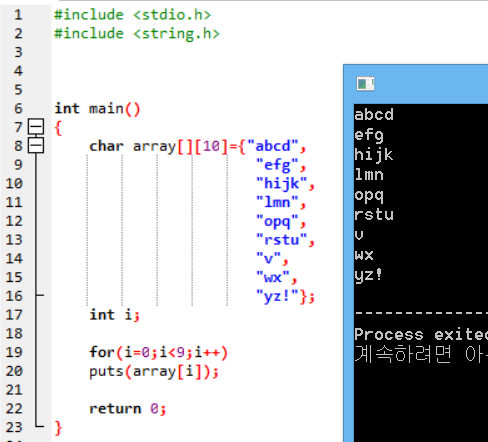 1 #include <stdio.h>
2 #include <string.h>
3
4
5
6 int main()
7 {
8 char array[][10]={"abcd",
9 "efg",
10 "hijk",
11 "lmn",
12 "opq",
13 "rstu",
14 "v",
15 "wx",
16 "yz!"};
17 int i;
18
19 for(i=0;i<9;i++)
20 puts(array[i]);
21
22 return 0;
23 }
abcd
efg
hijk
lmn
opq
rstu
v
wx
yz!
--------------
Process exited
계속하려면